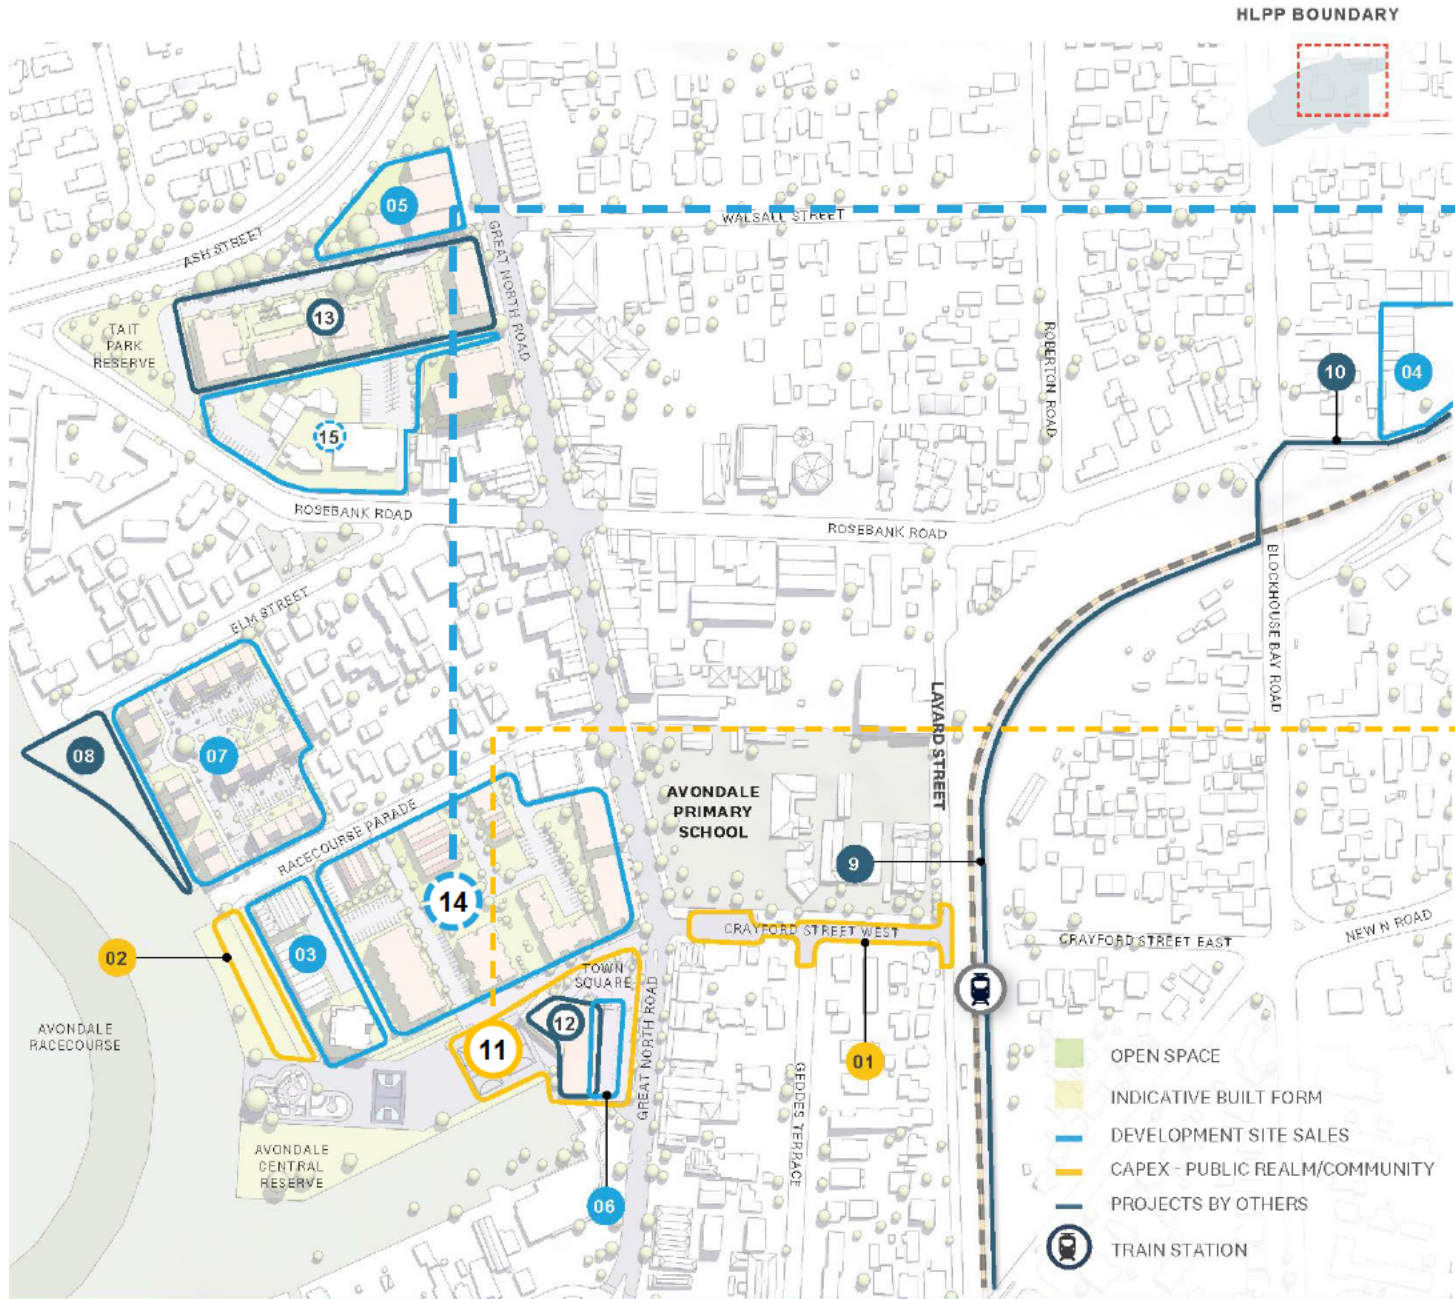 HLPP BOUNDARY
05
WALSALL STREET
ASH STREET
GREAT NORTH ROAD
13
TAIT
PARK
RESERVE
ROBERTON ROAD
10
04
15
ROSEBANK ROAD
ROSEBANK ROAD
BLOCKHOUSE BAY ROAD
ELM STREET
LAYARD STREET
08
07
AVONDALE
PRIMARY
SCHOOL
RACECOURSE PARADE
9
14
CRAYFORD STREET WEST
CRAYFORD STREET EAST
NEW N ROAD
02
03
TOWN
SQUARE
GREAT NORTH ROAD
12
AVONDALE
RACECOURSE
11
01
GEDDES TERRACE
AVONDALE
CENTRAL
RESERVE
06
OPEN SPACE
INDICATIVE BUILT FORM
DEVELOPMENT SITE SALES
CAPEX - PUBLIC REALM/COMMUNITY
PROJECTS BY OTHERS
TRAIN STATION